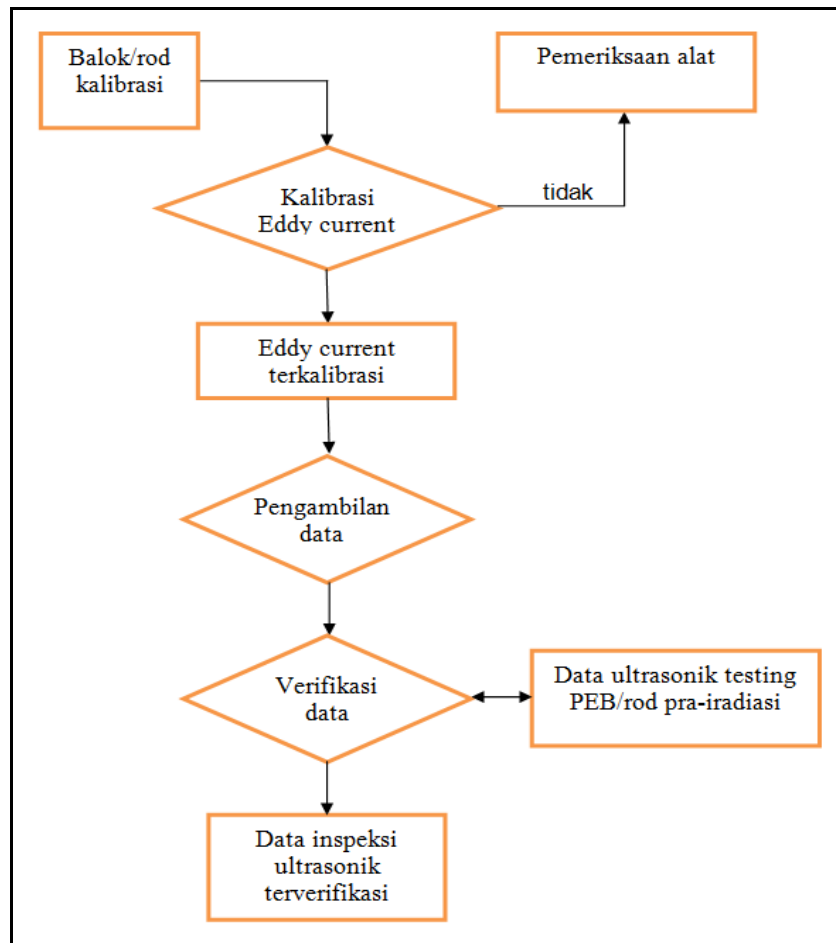 Balok/rod
kalibrasi
Pemeriksaan alat
Kalibrasi
Eddy current
tidak
Eddy current
terkalibrasi
Pengambilan
data
Verifikasi
data
Data ultrasonik testing
PEB/rod pra-iradiasi
Data inspeksi
ultrasonik
terverifikasi